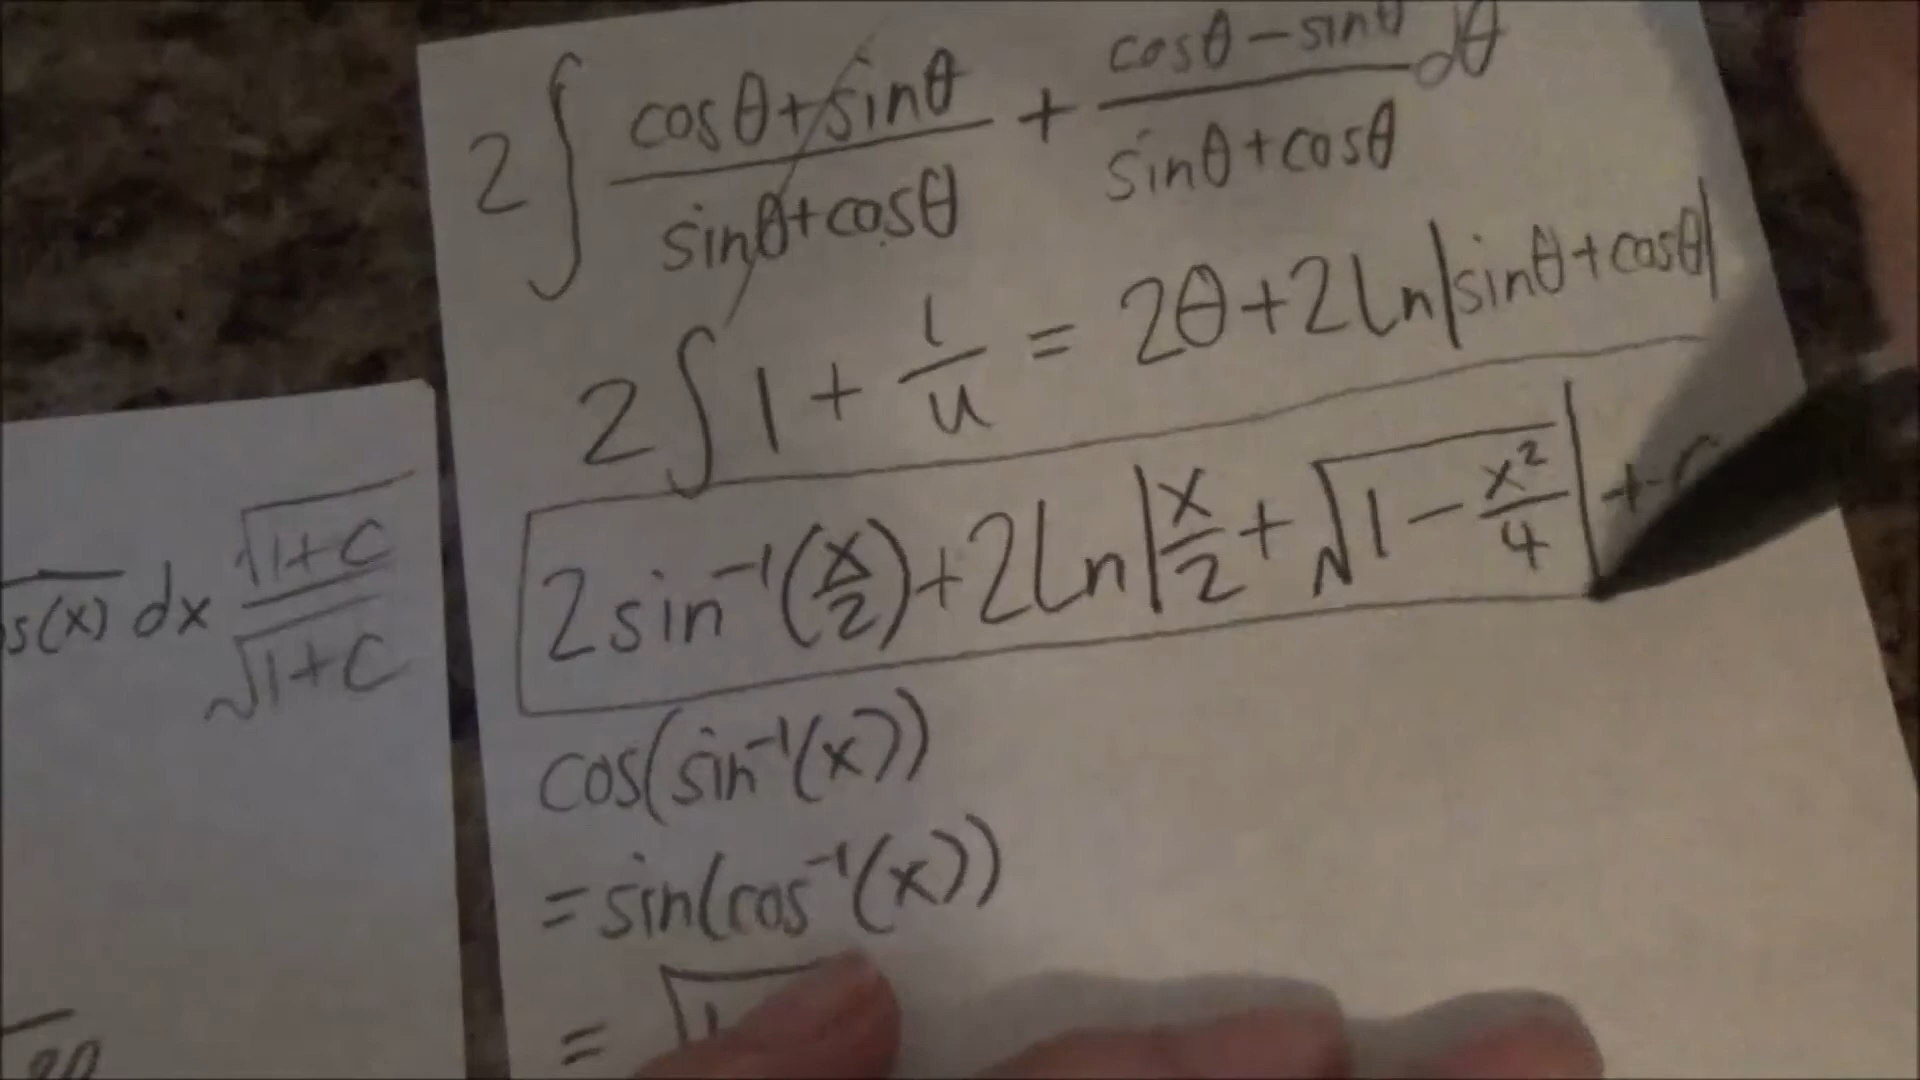 2∫ cosθ+sinθ/sinθ+cosθ + cosθ-sinθ/sinθ+cosθ dθ
2∫ 1 + 1/u = 2θ+2ln|sinθ+cosθ|
2sin⁻¹(x/2)+2ln|x/2+√1-x²/4| +
cos(sin⁻¹(x))
=sin(cos⁻¹(x))
= √1
s(x) dx √1+C/√1+C